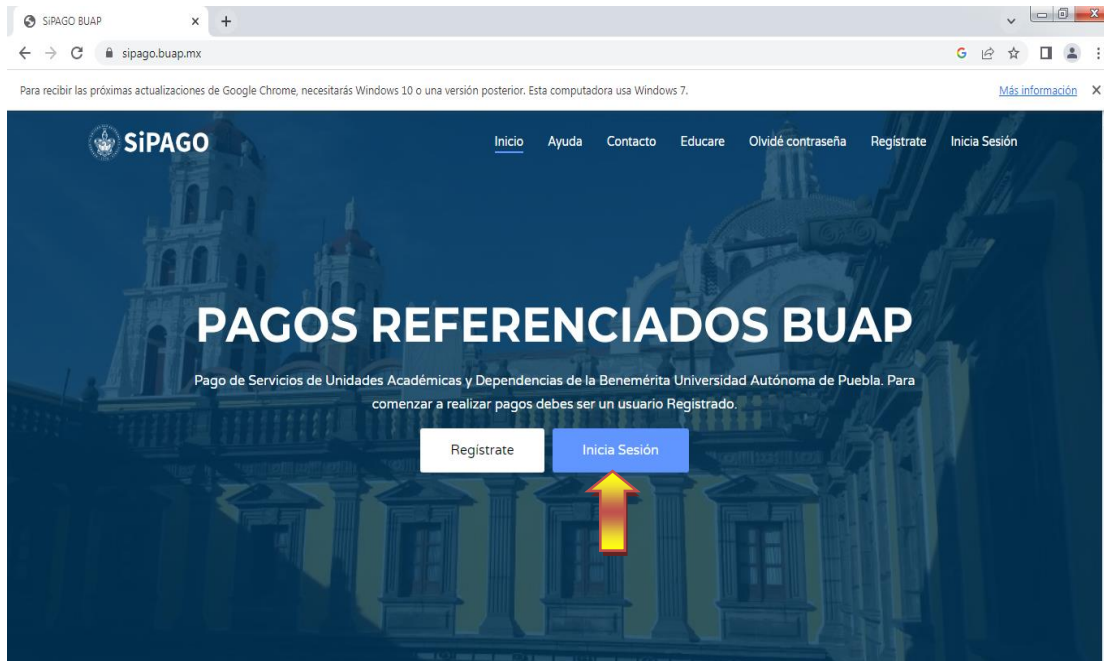 SiPAGO BUAP
sipago.buap.mx
Para recibir las próximas actualizaciones de Google Chrome, necesitarás Windows 10 o una versión posterior. Esta computadora usa Windows 7.
Más información
SiPAGO
Inicio Ayuda Contacto Educare Olvidé contraseña Regístrate Inicia Sesión
PAGOS REFERENCIADOS BUAP
Pago de Servicios de Unidades Académicas y Dependencias de la Benemérita Universidad Autónoma de Puebla. Para
comenzar a realizar pagos debes ser un usuario Registrado.
Regístrate Inicia Sesión